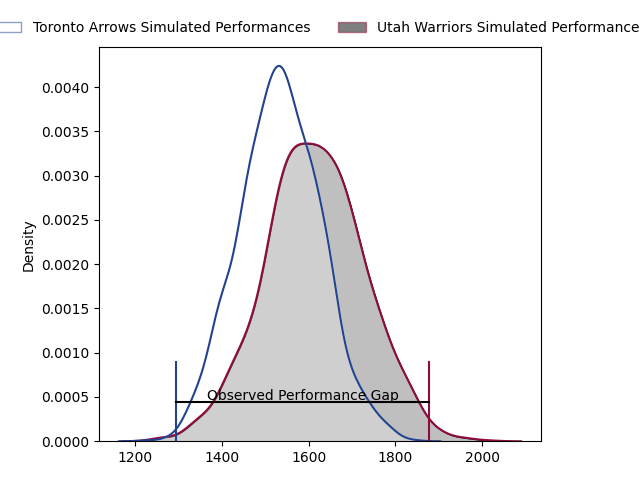 Toronto Arrows Simulated Performances
Utah Warriors Simulated Performance
Density
0.0040
0.0035
0.0030
0.0025
0.0020
0.0015
0.0010
0.0005
0.0000
Observed Performance Gap
1200 1400 1600 1800 2000